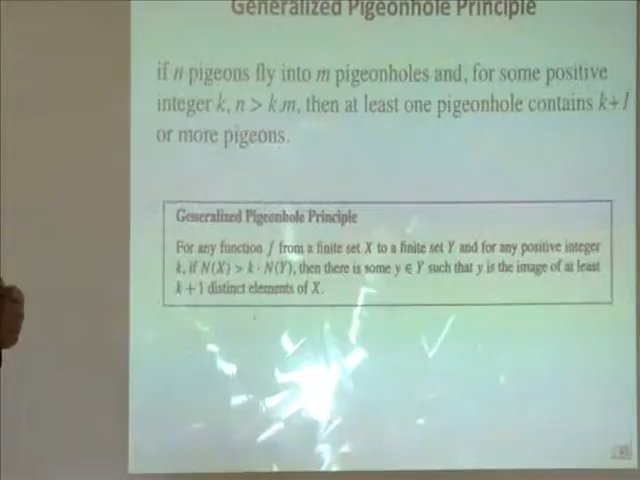 Generalized Pigeonhole Principle
if n pigeons fly into m pigeonholes and, for some positive
integer k, n > k.m, then at least one pigeonhole contains k+1
or more pigeons.
Generalized Pigeonhole Principle
For any function f from a finite set X to a finite set Y and for any positive integer
k, if N(X) > k · N(Y), then there is some y ∈ Y such that y is the image of at least
k + 1 distinct elements of X.